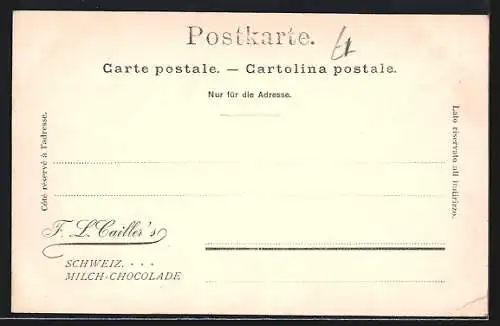 Postkarte.
Carte postale. — Cartolina postale.
Nur für die Adresse.
Côté réservé à l'adresse.
Lato riservato all indirizzo.
F. L. Cailler's
SCHWEIZ. . . .
MILCH-CHOCOLADE